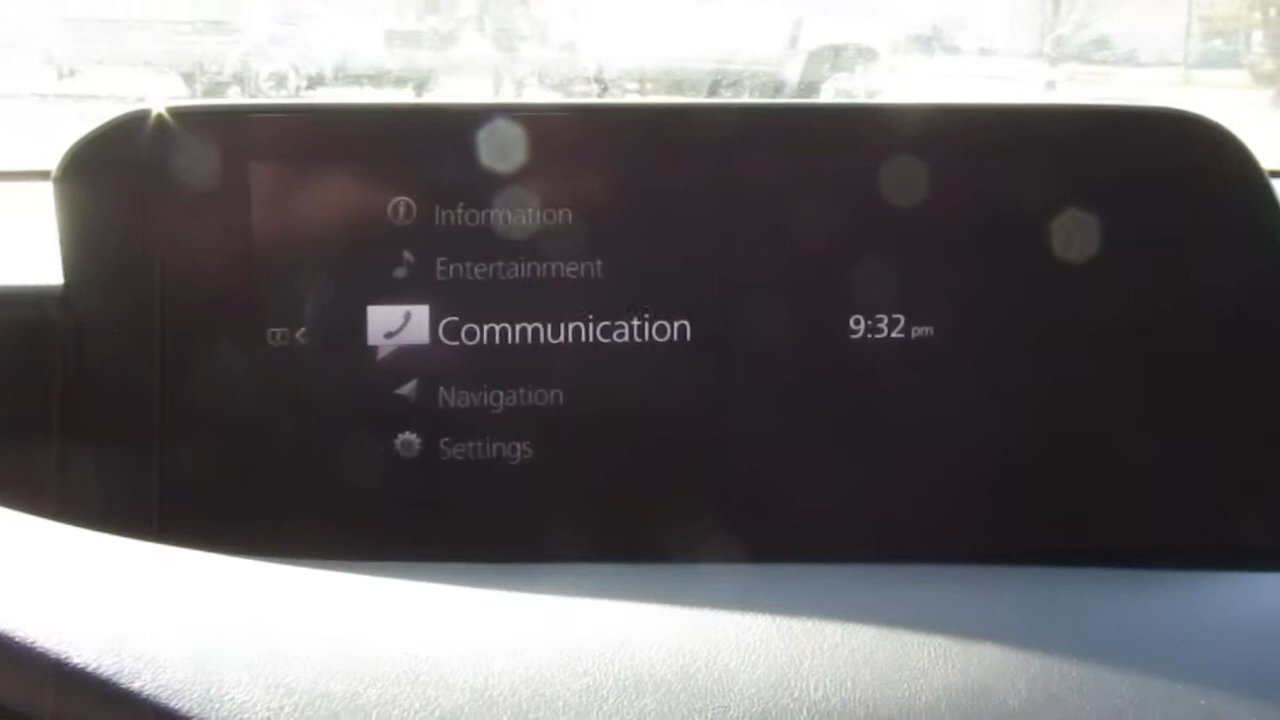 Information
Entertainment
Communication
9:32 pm
Navigation
Settings